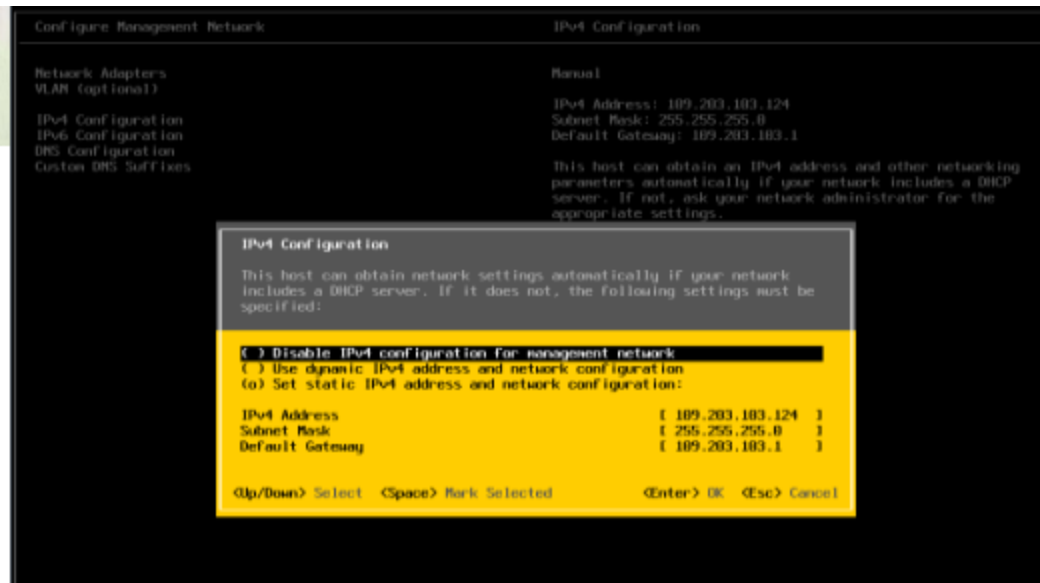 Configure Management Network
IPv4 Configuration
Network Adapters
VLAN (optional)
IPv4 Configuration
IPv6 Configuration
DNS Configuration
Custom DNS Suffixes
Manual
IPv4 Address: 109.203.103.124
Subnet Mask: 255.255.255.0
Default Gateway: 109.203.103.1
This host can obtain an IPv4 address and other networking
parameters automatically if your network includes a DHCP
server. If not, ask your network administrator for the
appropriate settings.
IPv4 Configuration
This host can obtain network settings automatically if your network
includes a DHCP server. If it does not, the following settings must be
specified:
( ) Disable IPv4 configuration for management network
( ) Use dynamic IPv4 address and network configuration
(o) Set static IPv4 address and network configuration:
IPv4 Address [ 109.203.103.124 ]
Subnet Mask [ 255.255.255.0 ]
Default Gateway [ 109.203.103.1 ]
<Up/Down> Select <Space> Mark Selected <Enter> OK <Esc> Cancel